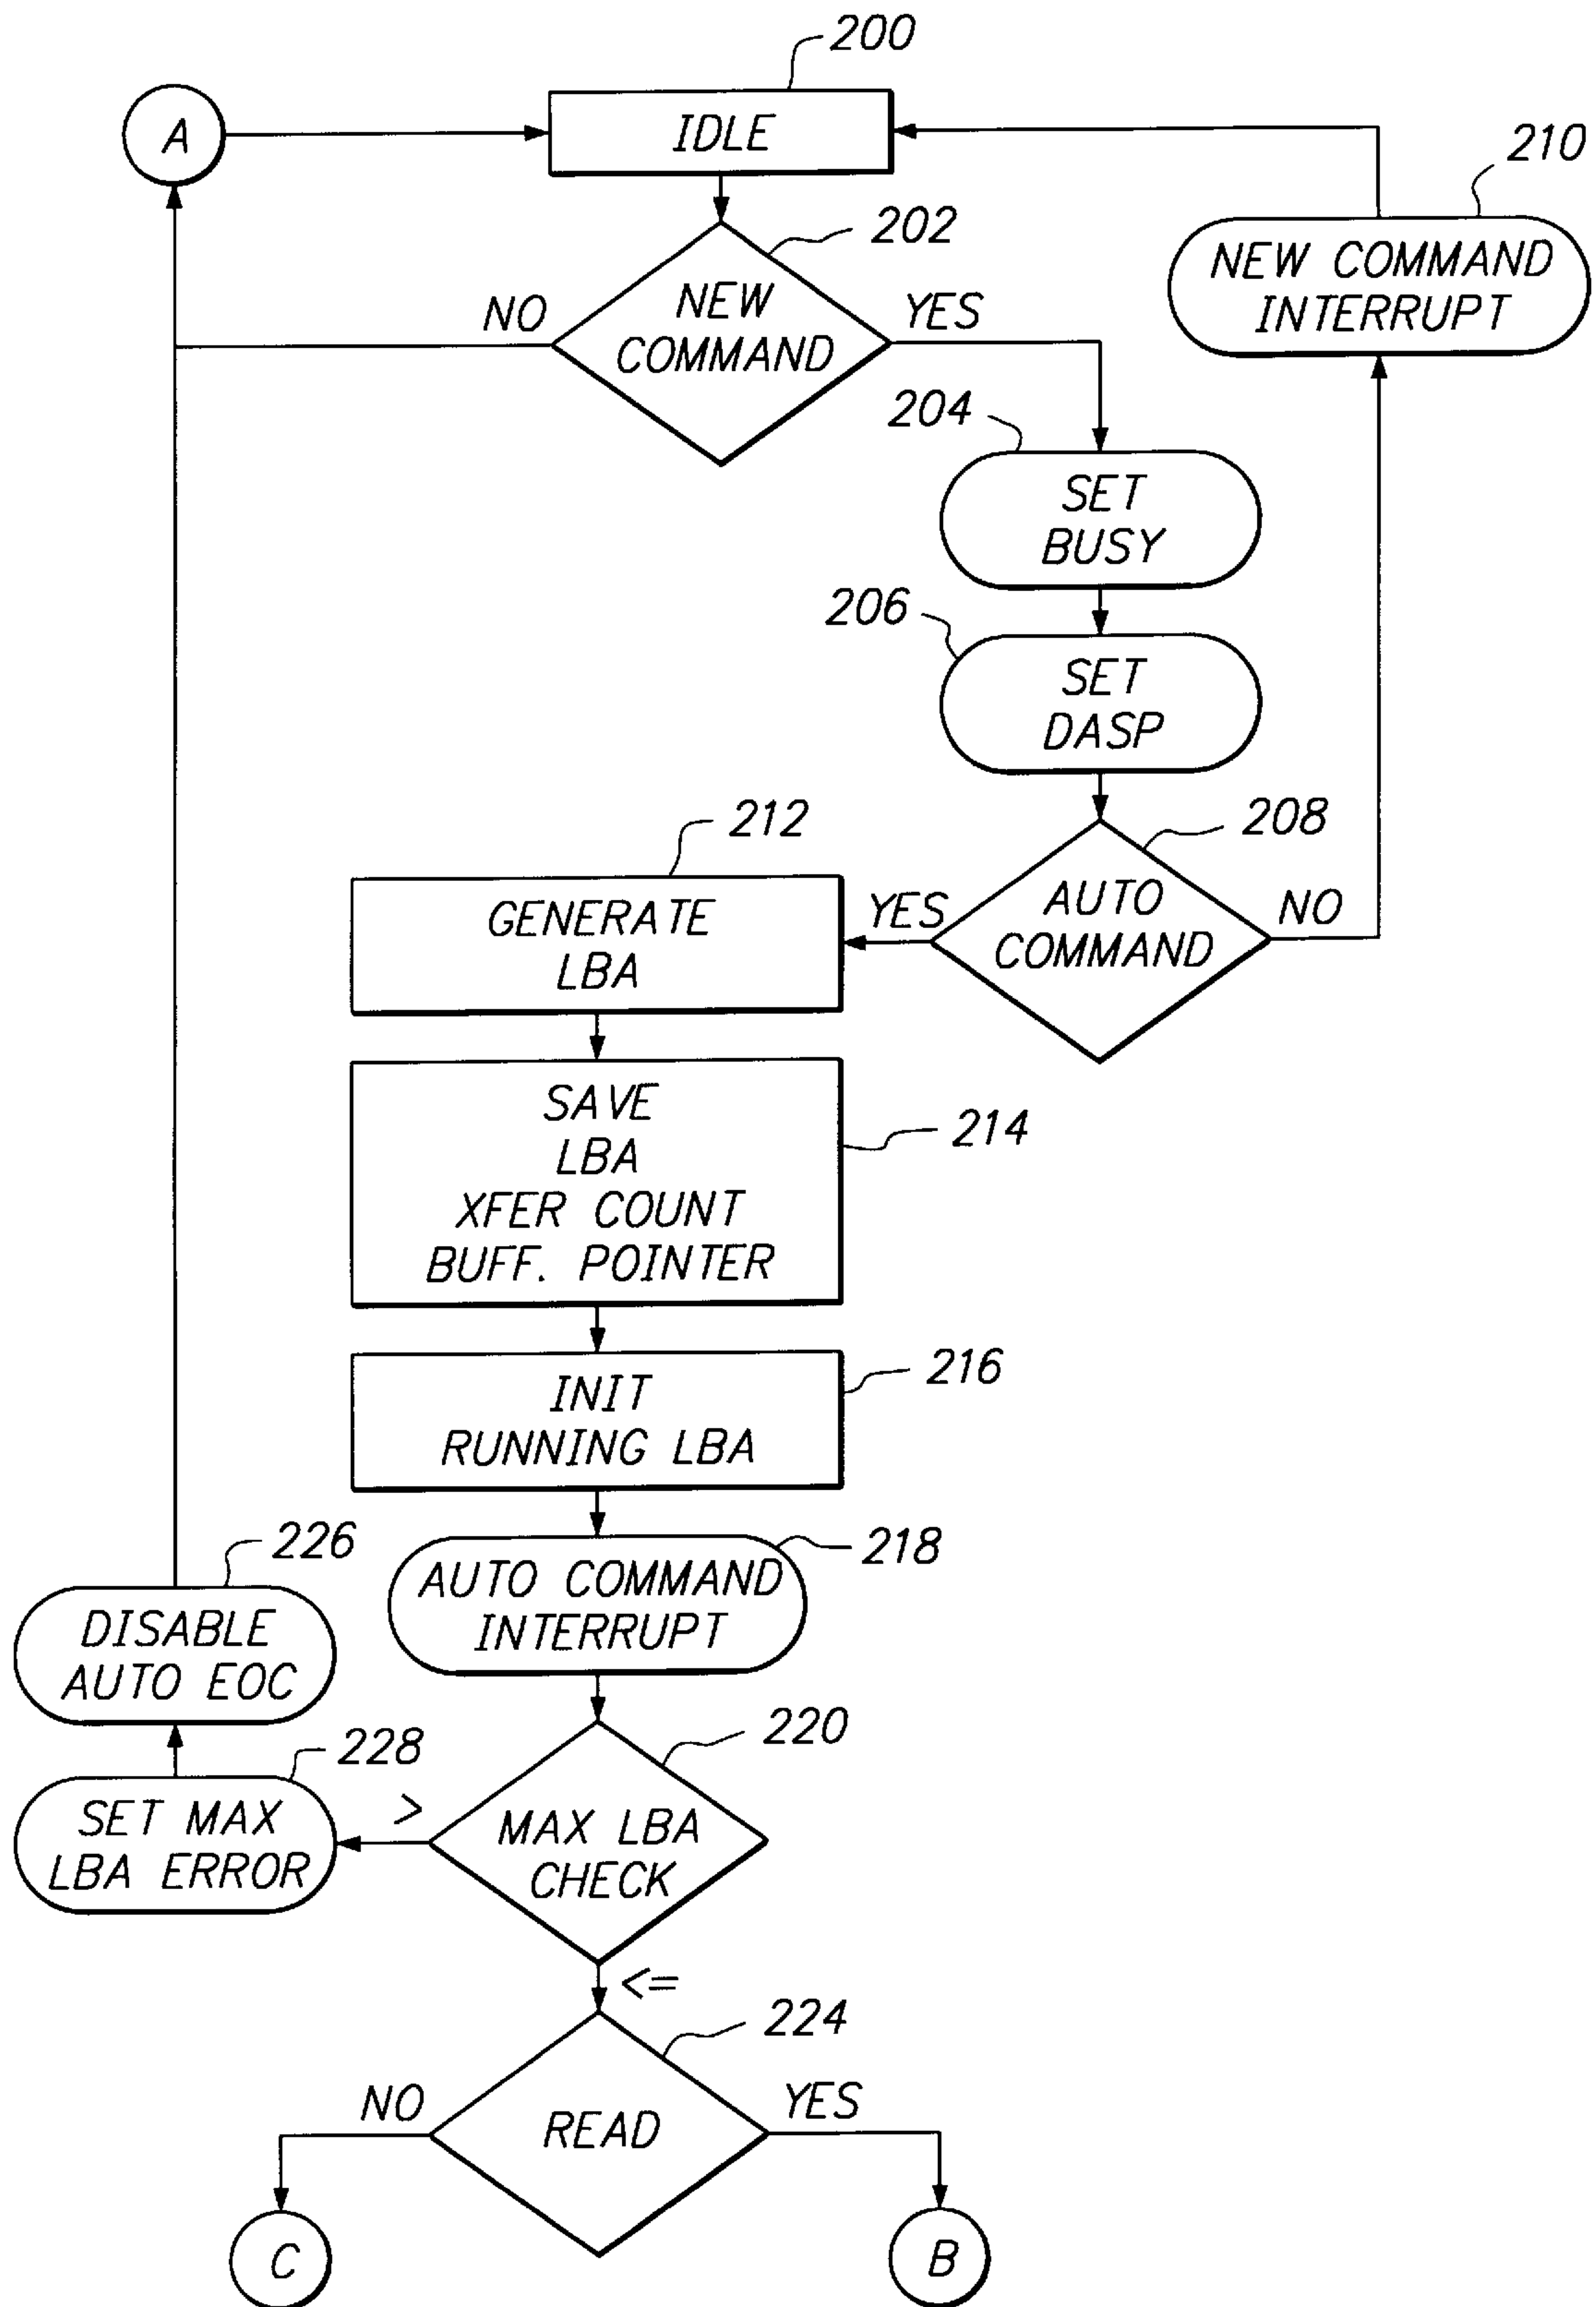 200
A
IDLE
210
202
NEW COMMAND
INTERRUPT
NO
NEW
COMMAND
YES
204
SET
BUSY
206
SET
DASP
208
212
AUTO
COMMAND
YES
NO
GENERATE
LBA
SAVE
LBA
XFER COUNT
BUFF. POINTER
214
INIT
RUNNING LBA
216
226
218
AUTO COMMAND
INTERRUPT
DISABLE
AUTO EOC
220
228
>
SET MAX
LBA ERROR
MAX LBA
CHECK
<=
224
NO
YES
READ
C
B